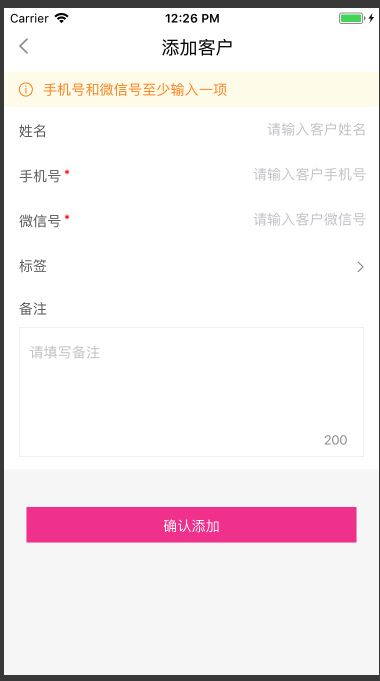 Carrier 12:26 PM
添加客户
手机号和微信号至少输入一项
姓名 请输入客户姓名
手机号 * 请输入客户手机号
微信号 * 请输入客户微信号
标签
备注
请填写备注
200
确认添加